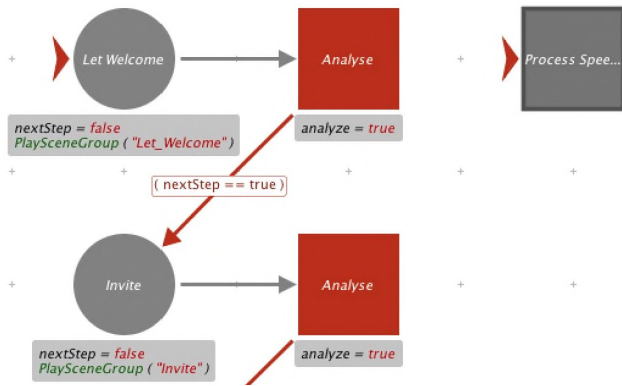 Let Welcome
Analyse
Process Spee...
nextStep = false
PlaySceneGroup ( "Let_Welcome")
analyze = true
( nextStep == true )
Invite
Analyse
nextStep = false
PlaySceneGroup ( "Invite")
analyze = true